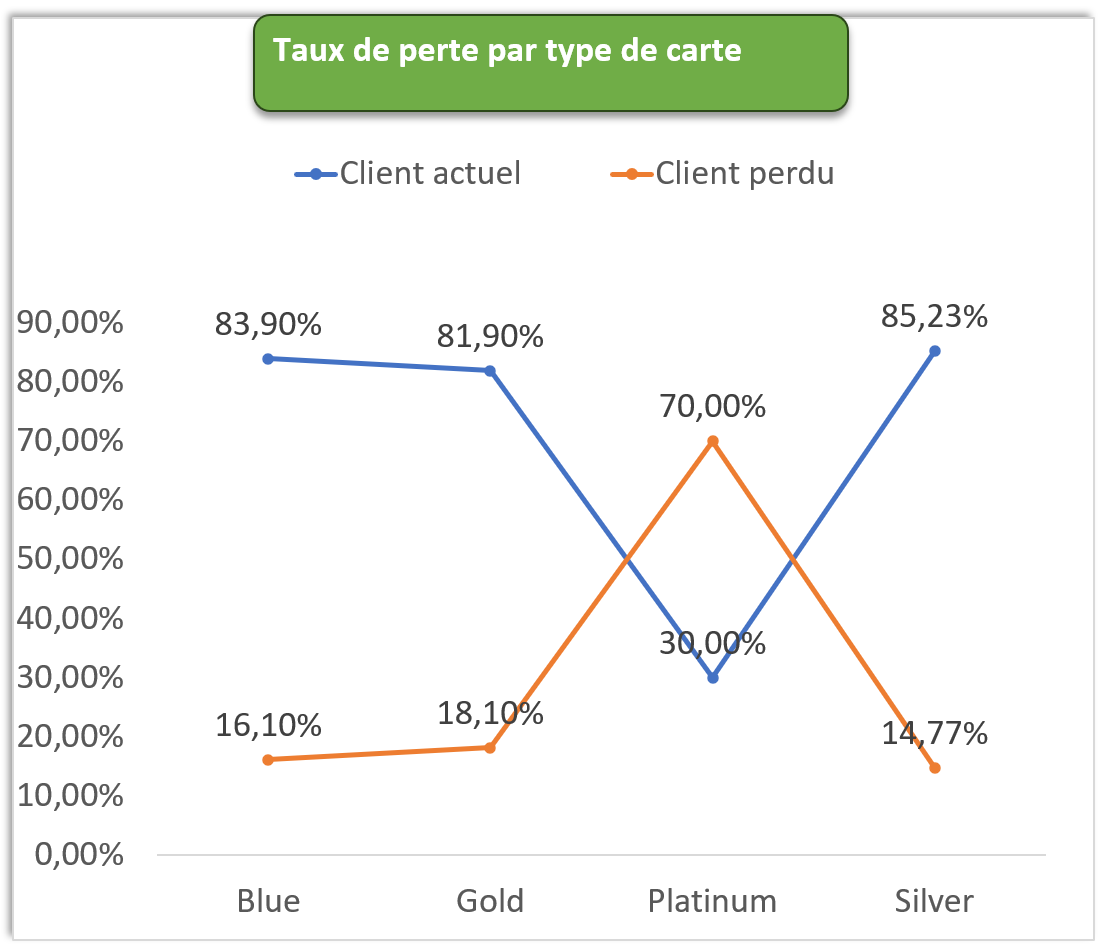 Taux de perte par type de carte
Client actuel Client perdu
90,00%
80,00%
70,00%
60,00%
50,00%
40,00%
30,00%
20,00%
10,00%
0,00%
83,90% 81,90% 30,00% 85,23%
16,10% 18,10% 70,00% 14,77%
Blue Gold Platinum Silver